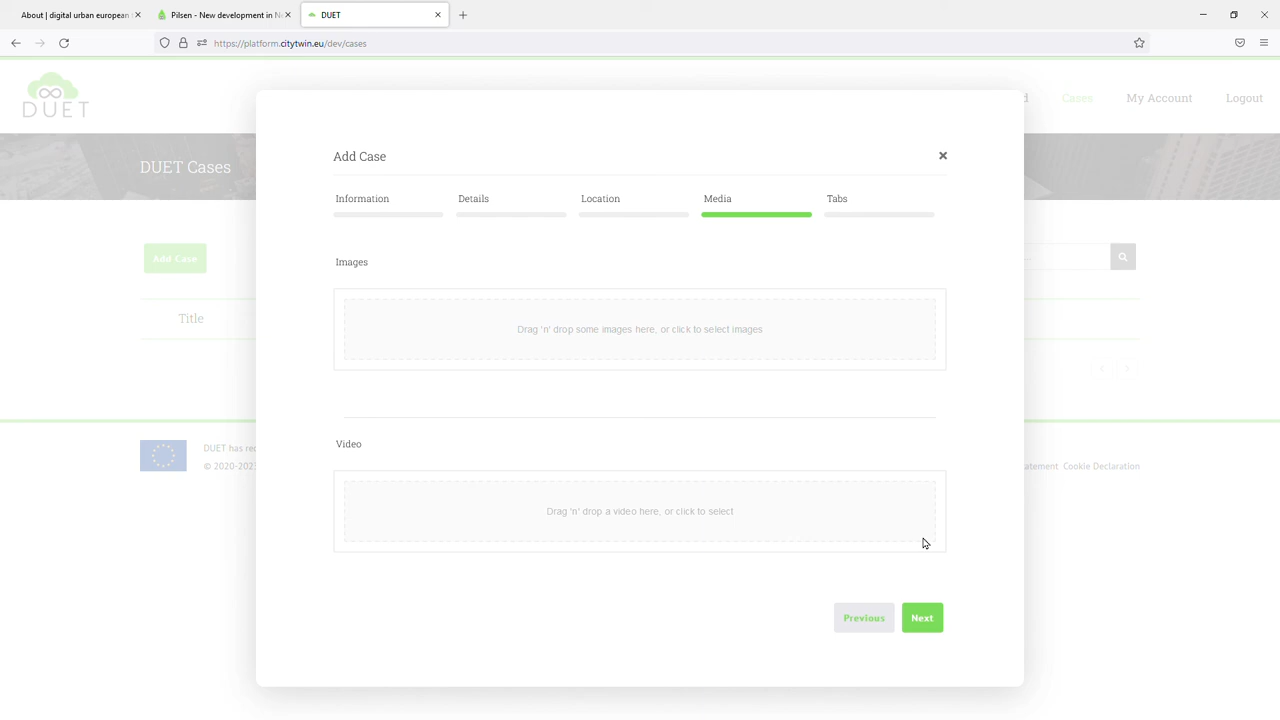 About | digital urban european
Pilsen - New development in Ne
DUET
https://platform.citytwin.eu/dev/cases
DUET
d
Cases
My Account
Logout
DUET Cases
Add Case
Information
Details
Location
Media
Tabs
Add Case
Images
Title
Drag 'n' drop some images here, or click to select images
Video
DUET has rec
© 2020-202
atement
Cookie Declaration
Drag 'n' drop a video here, or click to select
Previous
Next